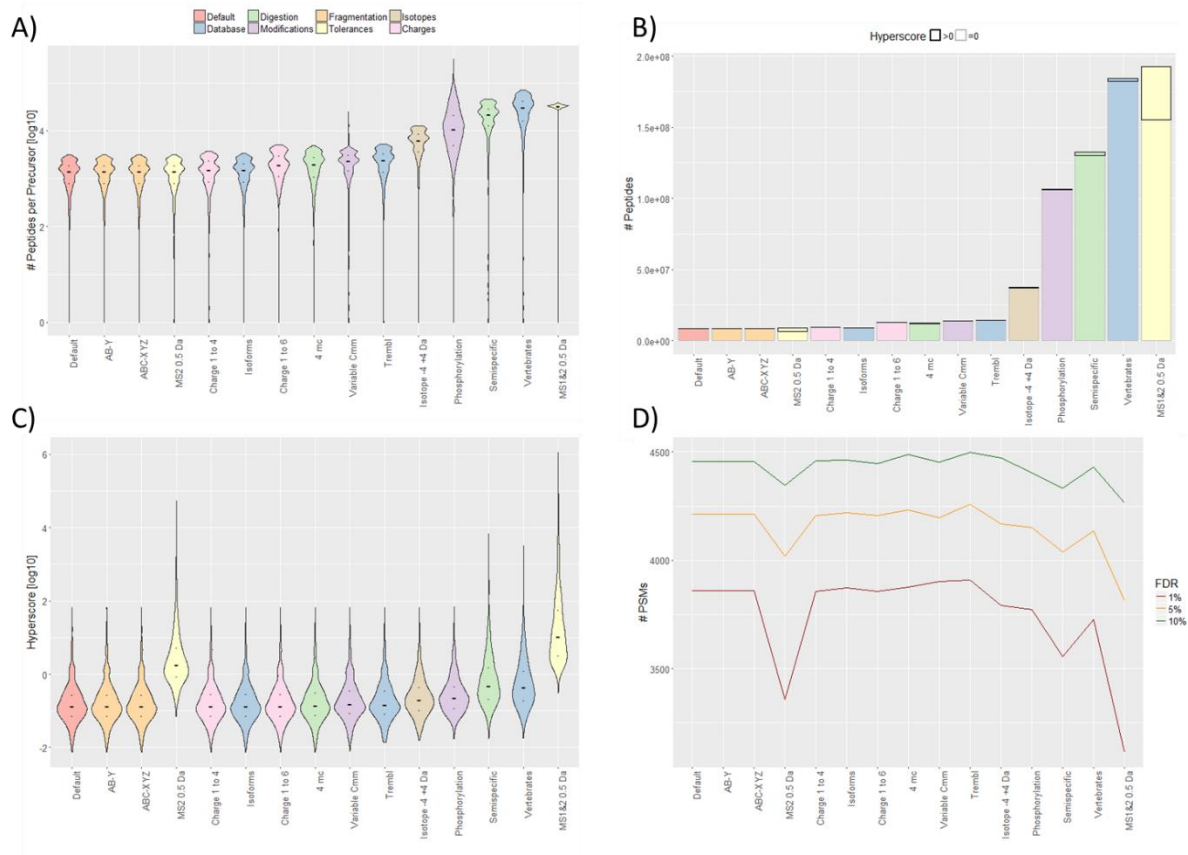 A)
Default Digestion Fragmentation Isotopes
Database Modifications Tolerances Charges
# Peptides per Precursor [log10]
4
2
0
Default
AB-Y
ABC-XYZ
MS2 0.5 Da
Charge 1 to 4
Isoforms
Charge 1 to 6
4 mc
Variable Cmm
Trembl
Isotope -4 +4 Da
Phosphorylation
Semispecific
Vertebrates
MS1&2 0.5 Da
B)
Hyperscore >0 =0
# Peptides
2.0e+08
1.5e+08
1.0e+08
5.0e+07
0.0e+00
Default
AB-Y
ABC-XYZ
MS2 0.5 Da
Charge 1 to 4
Isoforms
Charge 1 to 6
4 mc
Variable Cmm
Trembl
Isotope -4 +4 Da
Phosphorylation
Semispecific
Vertebrates
MS1&2 0.5 Da
C)
Hyperscore [log10]
6
4
2
0
-2
Default
AB-Y
ABC-XYZ
MS2 0.5 Da
Charge 1 to 4
Isoforms
Charge 1 to 6
4 mc
Variable Cmm
Trembl
Isotope -4 +4 Da
Phosphorylation
Semispecific
Vertebrates
MS1&2 0.5 Da
D)
# PSMs
4500
4000
3500
FDR
1%
5%
10%
Default
AB-Y
ABC-XYZ
MS2 0.5 Da
Charge 1 to 4
Isoforms
Charge 1 to 6
4 mc
Variable Cmm
Trembl
Isotope -4 +4 Da
Phosphorylation
Semispecific
Vertebrates
MS1&2 0.5 Da